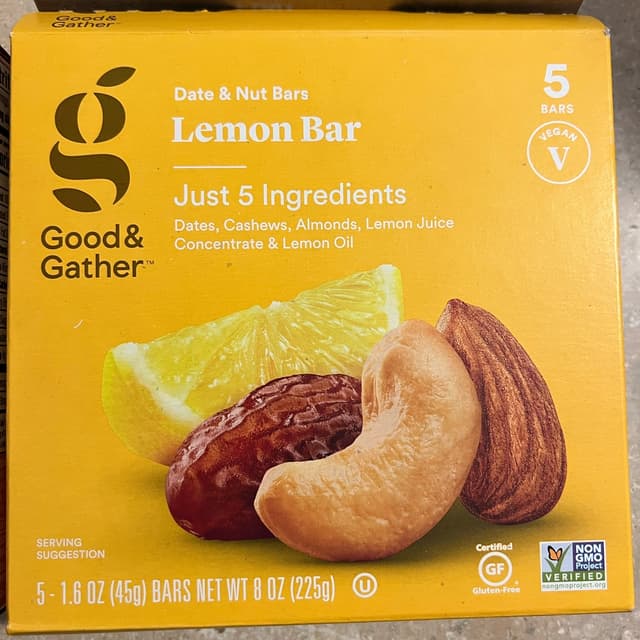 Good&
Gather™
Date & Nut Bars
Lemon Bar
5
BARS
VEGAN
V
Just 5 Ingredients
Dates, Cashews, Almonds, Lemon Juice
Concentrate & Lemon Oil
g
Good&
Gather™
SERVING
SUGGESTION
5 - 1.6 OZ (45g) BARS NET WT 8 OZ (225g)
U
Certified
GF
Gluten-Free
NON
GMO
Project
VERIFIED
nongmoproject.org